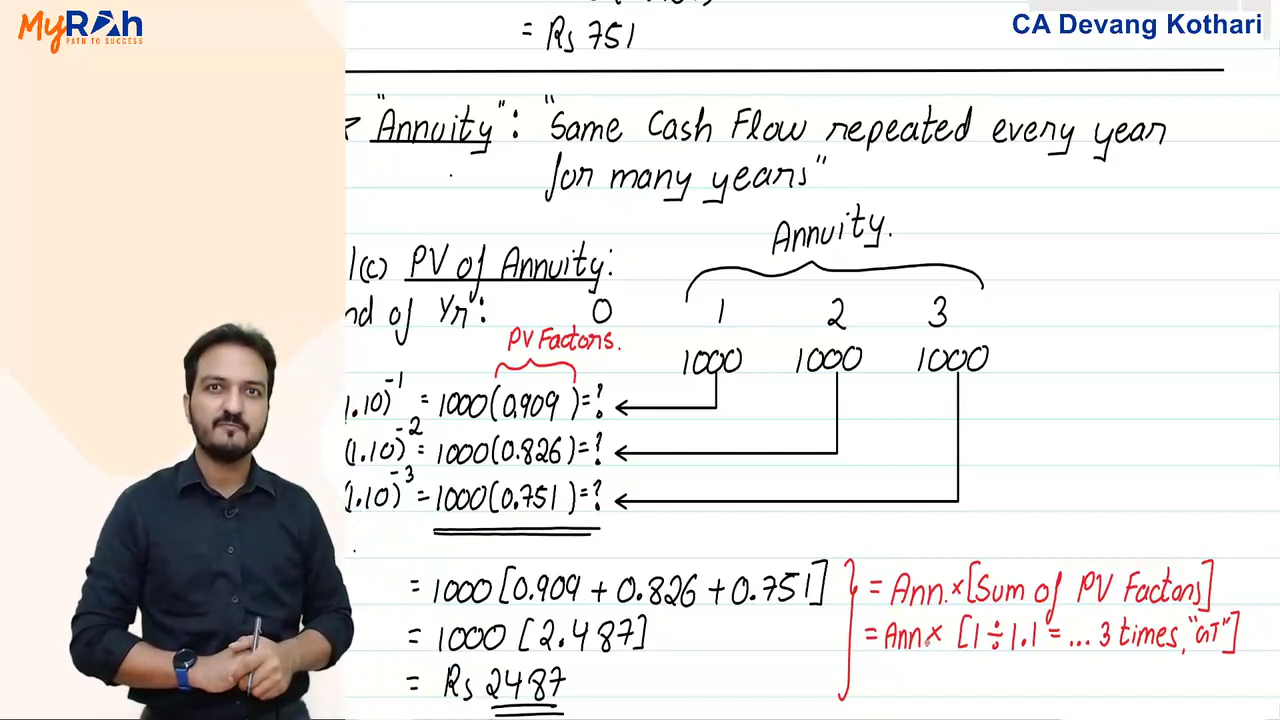 MyRAh
PATH TO SUCCESS
CA Devang Kothari
= Rs 751
"Annuity": "Same Cash Flow repeated every year
for many years"
Annuity.
1(c) PV of Annuity:
nd of Yr: 0 1 2 3
PV Factors.
1000 1000 1000
1.10)⁻¹ = 1000(0.909)=?
(1.10)⁻² = 1000(0.826)=?
1.10)⁻³ = 1000(0.751)=?
= 1000[0.909 + 0.826 + 0.751] = Ann.×[Sum of PV Factors]
= 1000 [2.487] = Ann× [1÷1.1 = ... 3 times, "GT"]
= Rs 2487